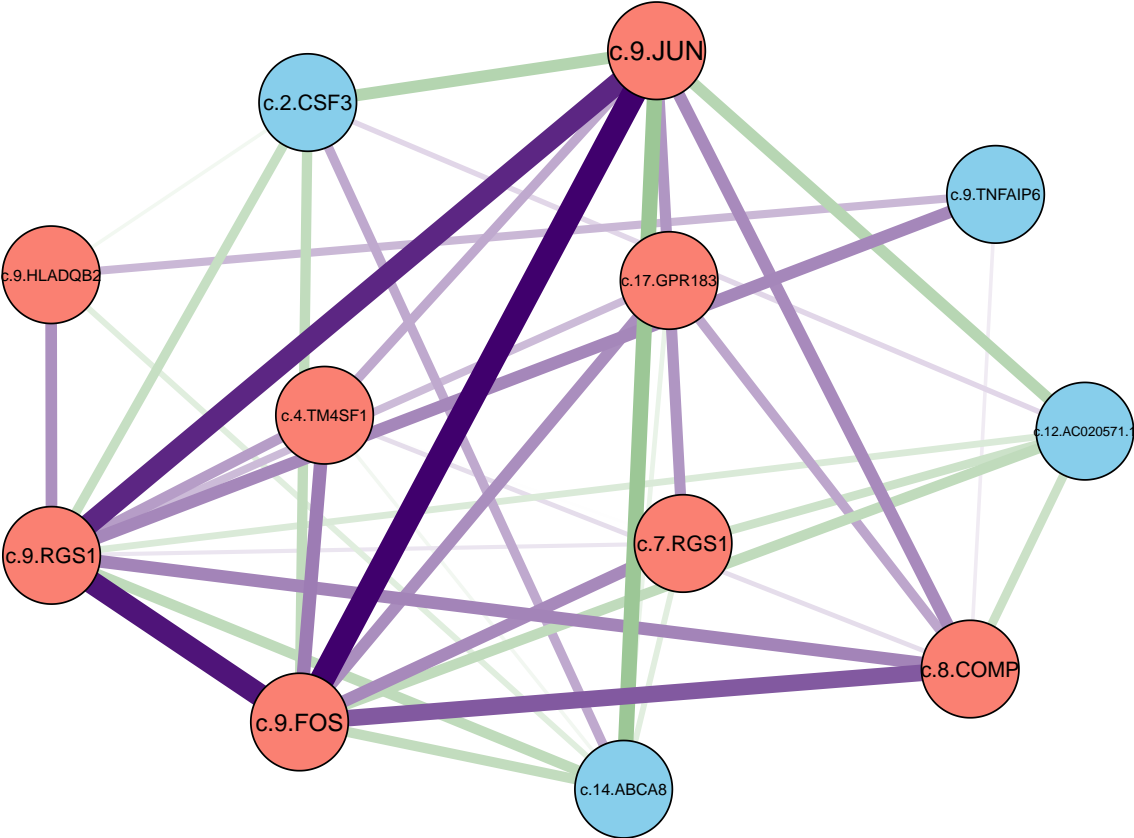 c.9.JUN
c.2.CSF3
c.9.TNFAIP6
c.9.HLADQB2
c.17.GPR183
c.4.TM4SF1
c.12.AC020571.1
c.9.RGS1
c.7.RGS1
c.8.COMP
c.9.FOS
c.14.ABCA8